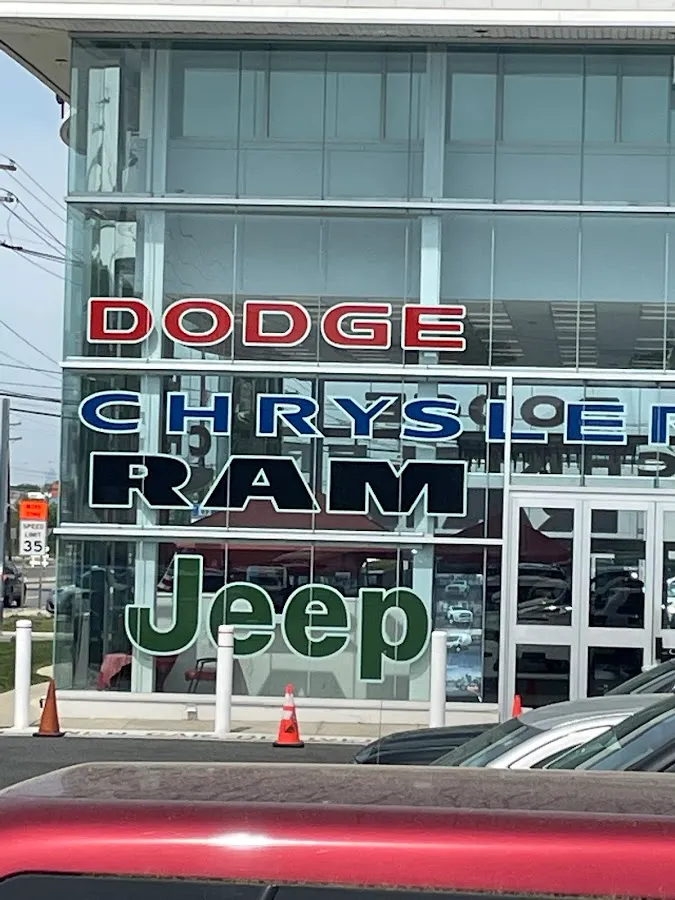 DODGE
CHRYSLER
RAM
Jeep
SPEED
LIMIT
35